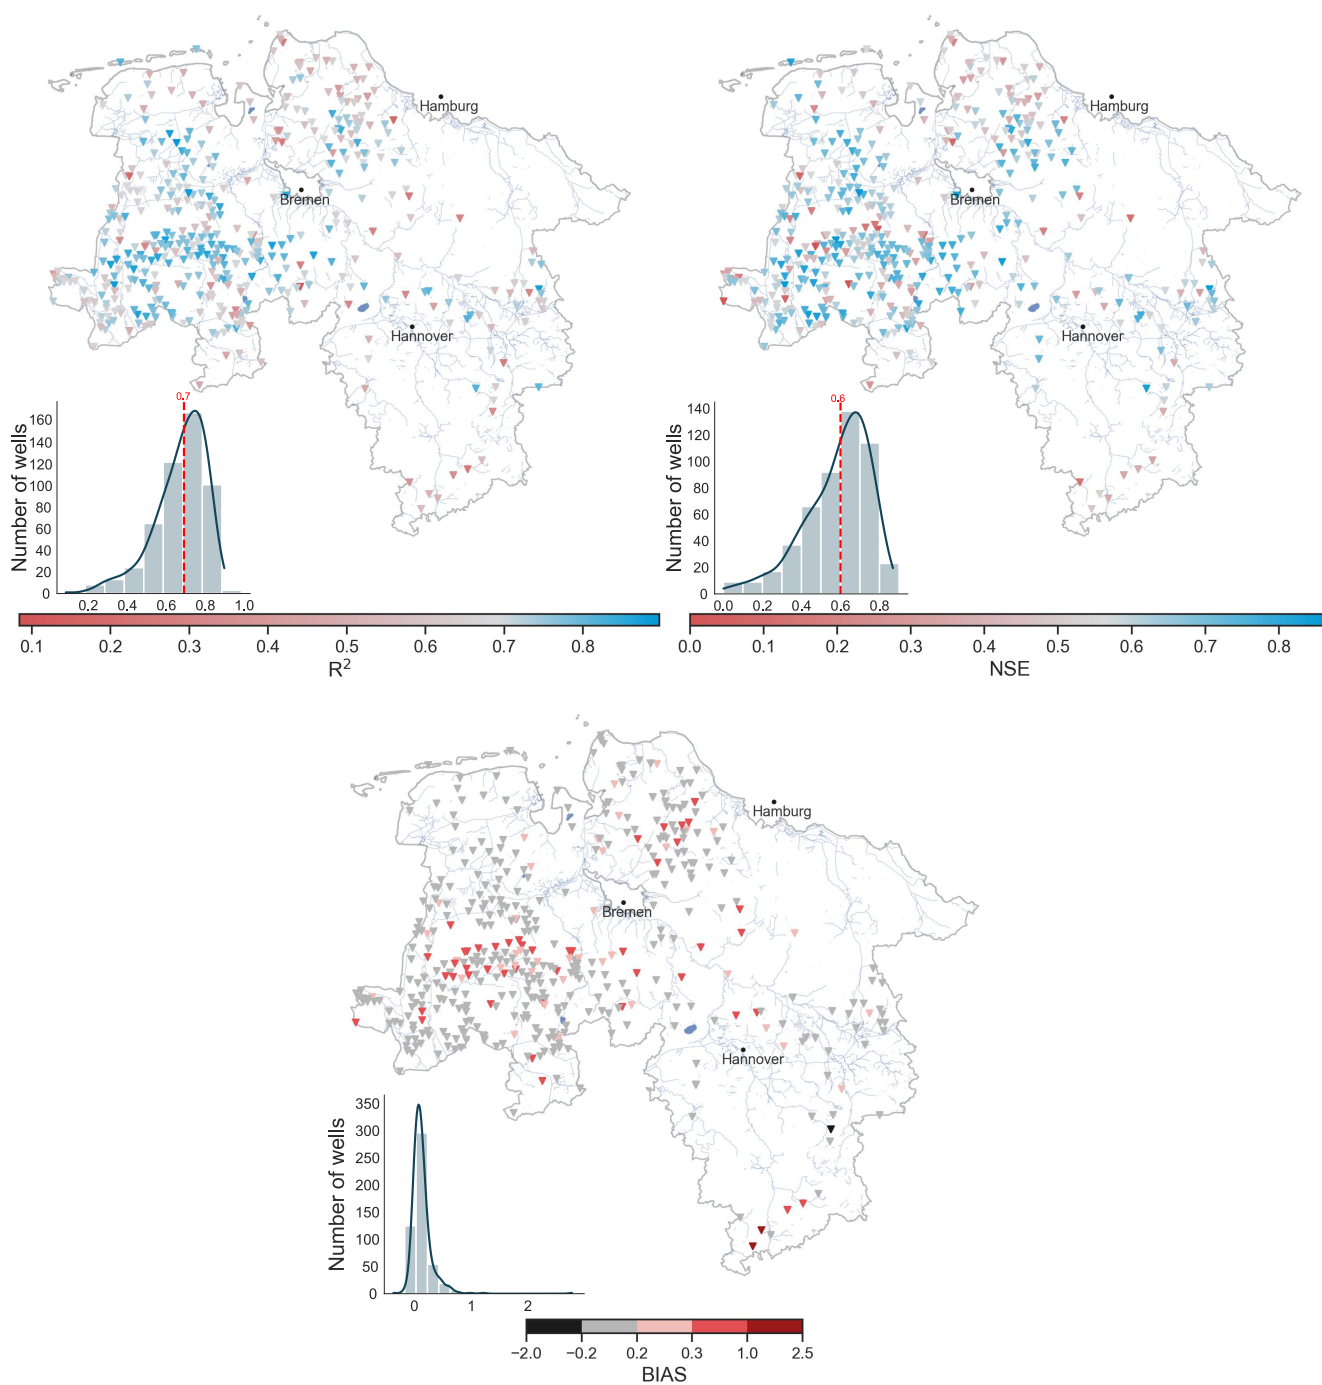 Hamburg
Bremen
Hannover
0.7
Number of wells
160
140
120
100
80
60
40
20
0
0.2 0.4 0.6 0.8 1.0
0.1 0.2 0.3 0.4 0.5 0.6 0.7 0.8
R²
Hamburg
Bremen
Hannover
0.6
Number of wells
140
120
100
80
60
40
20
0
0.0 0.2 0.4 0.6 0.8
0.0 0.1 0.2 0.3 0.4 0.5 0.6 0.7 0.8
NSE
Hamburg
Bremen
Hannover
Number of wells
350
300
250
200
150
100
50
0
0 1 2
−2.0 −0.2 0.2 0.3 1.0 2.5
BIAS